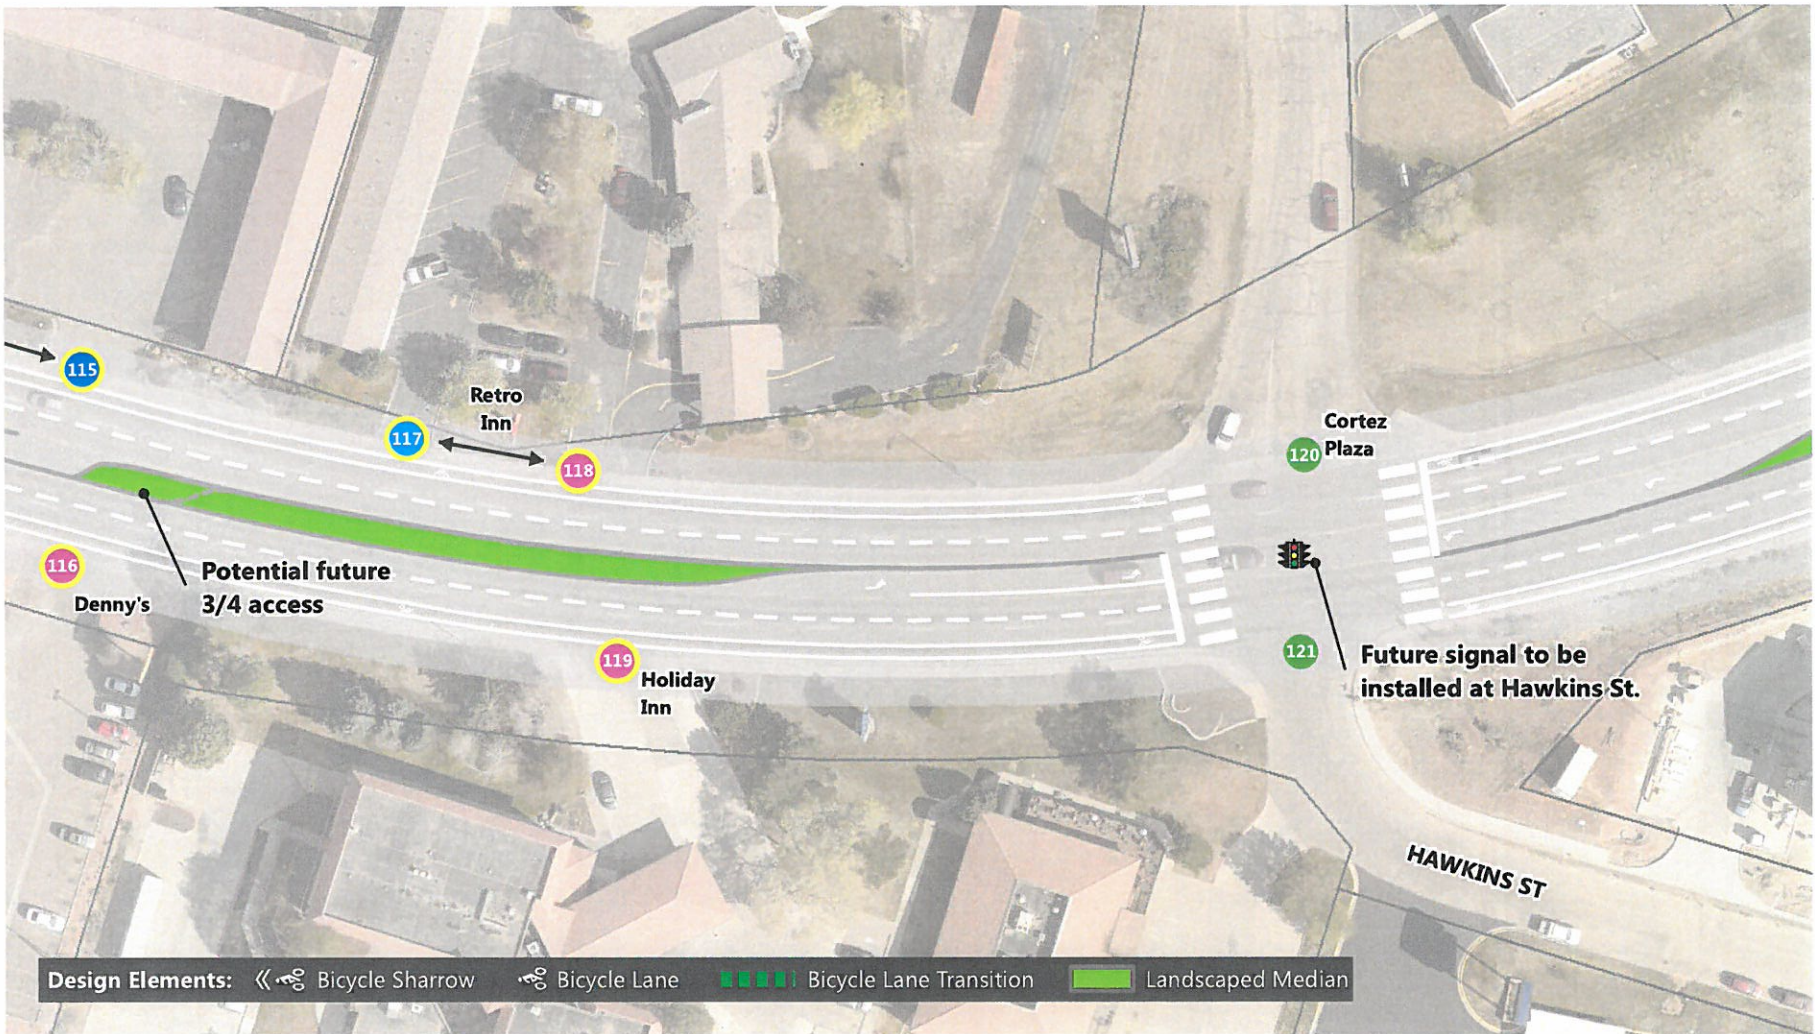 115
Retro
Inn
117
118
Cortez
Plaza
120
116
Denny's
Potential future
3/4 access
119
Holiday
Inn
121
Future signal to be
installed at Hawkins St.
HAWKINS ST
Design Elements: Bicycle Sharrow Bicycle Lane Bicycle Lane Transition Landscaped Median